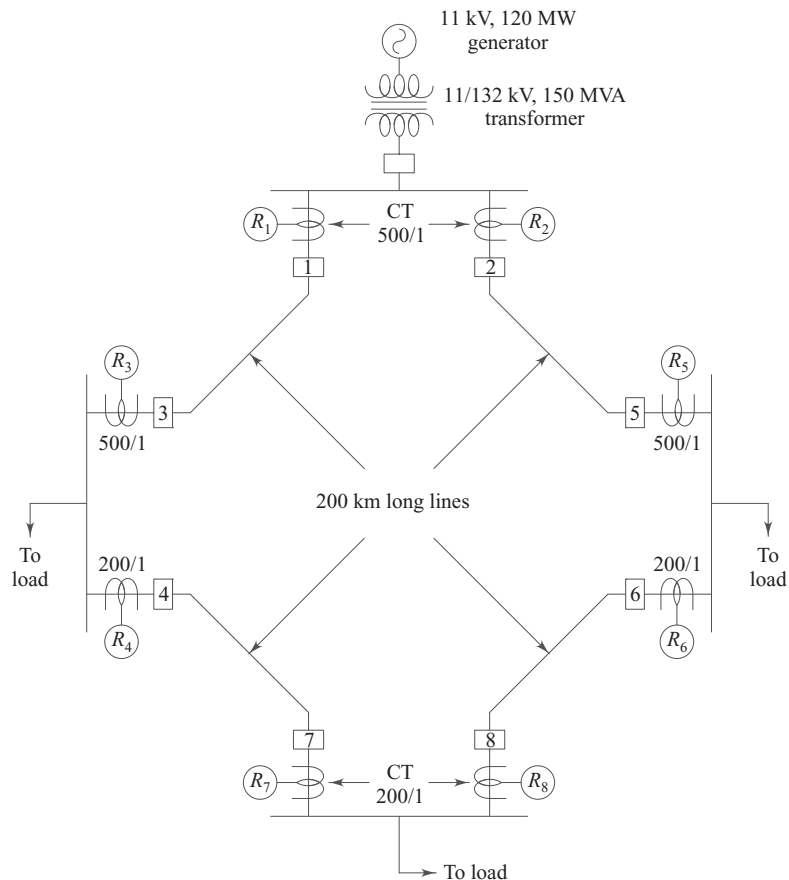 11 kV, 120 MW
generator
11/132 kV, 150 MVA
transformer
R1
CT
500/1
R2
1
2
R3
R5
3
5
500/1
500/1
200 km long lines
To
load
To
load
200/1
200/1
4
6
R4
R6
7
8
R7
CT
200/1
R8
To load